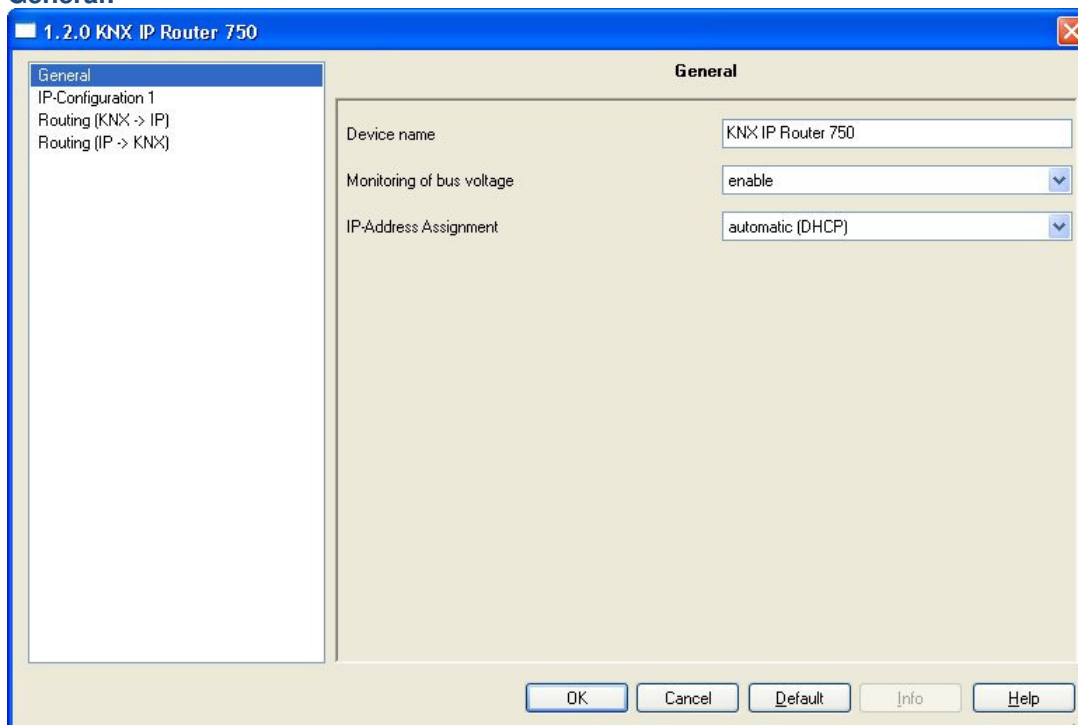 General:
1.2.0 KNX IP Router 750
General
IP-Configuration 1
Routing (KNX -> IP)
Routing (IP -> KNX)
General
Device name
KNX IP Router 750
Monitoring of bus voltage
enable
IP-Address Assignment
automatic (DHCP)
OK
Cancel
Default
Info
Help